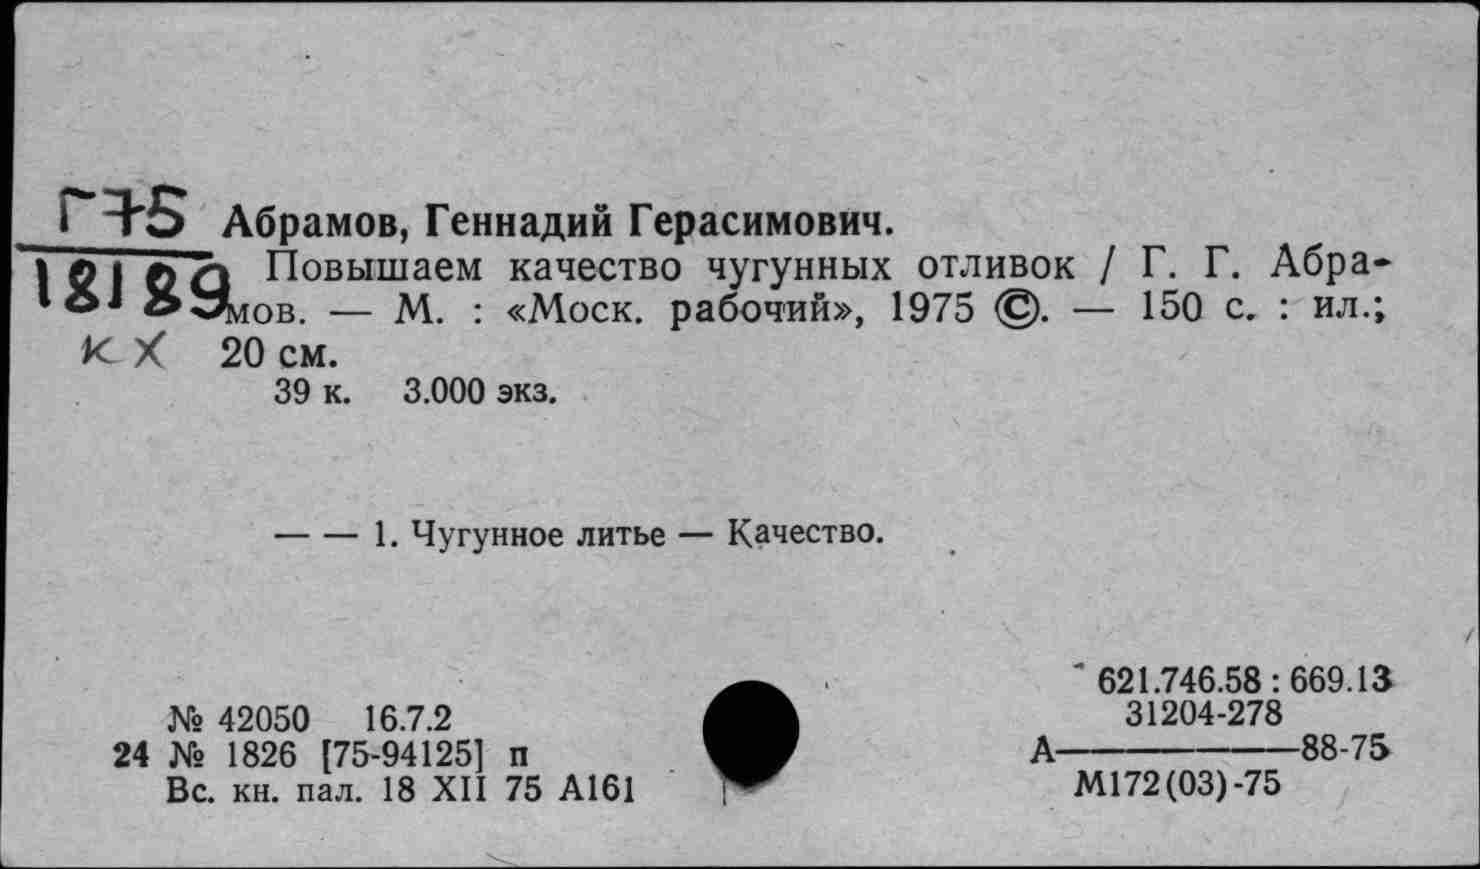 Г75 Абрамов, Геннадий Герасимович.
18189 Повышаем качество чугунных отливок / Г. Г. Абра-
мов. — М. : «Моск. рабочий», 1975 ©. — 150 с. : ил.;
КХ 20 см.
39 к. 3.000 экз.
— — 1. Чугунное литье — Качество.
621.746.58 : 669.13
№ 42050 16.7.2
31204-278
24 № 1826 [75-94125] п
А————88-75
Вс. кн. пал. 18 XII 75 А161
М172(03)-75